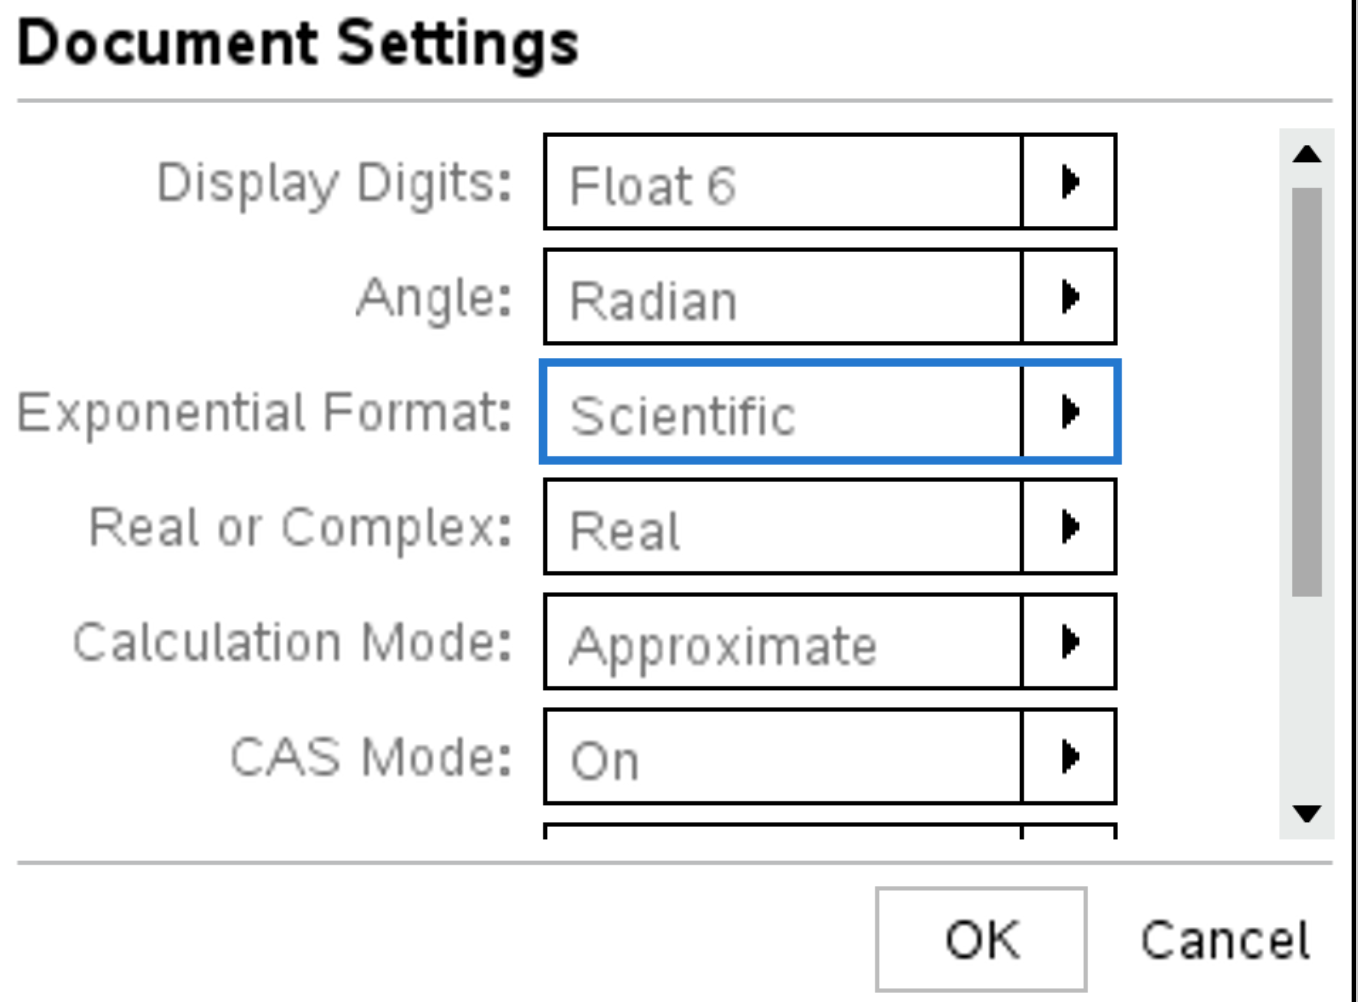 Document Settings
Display Digits: Float 6
Angle: Radian
Exponential Format: Scientific
Real or Complex: Real
Calculation Mode: Approximate
CAS Mode: On
OK Cancel